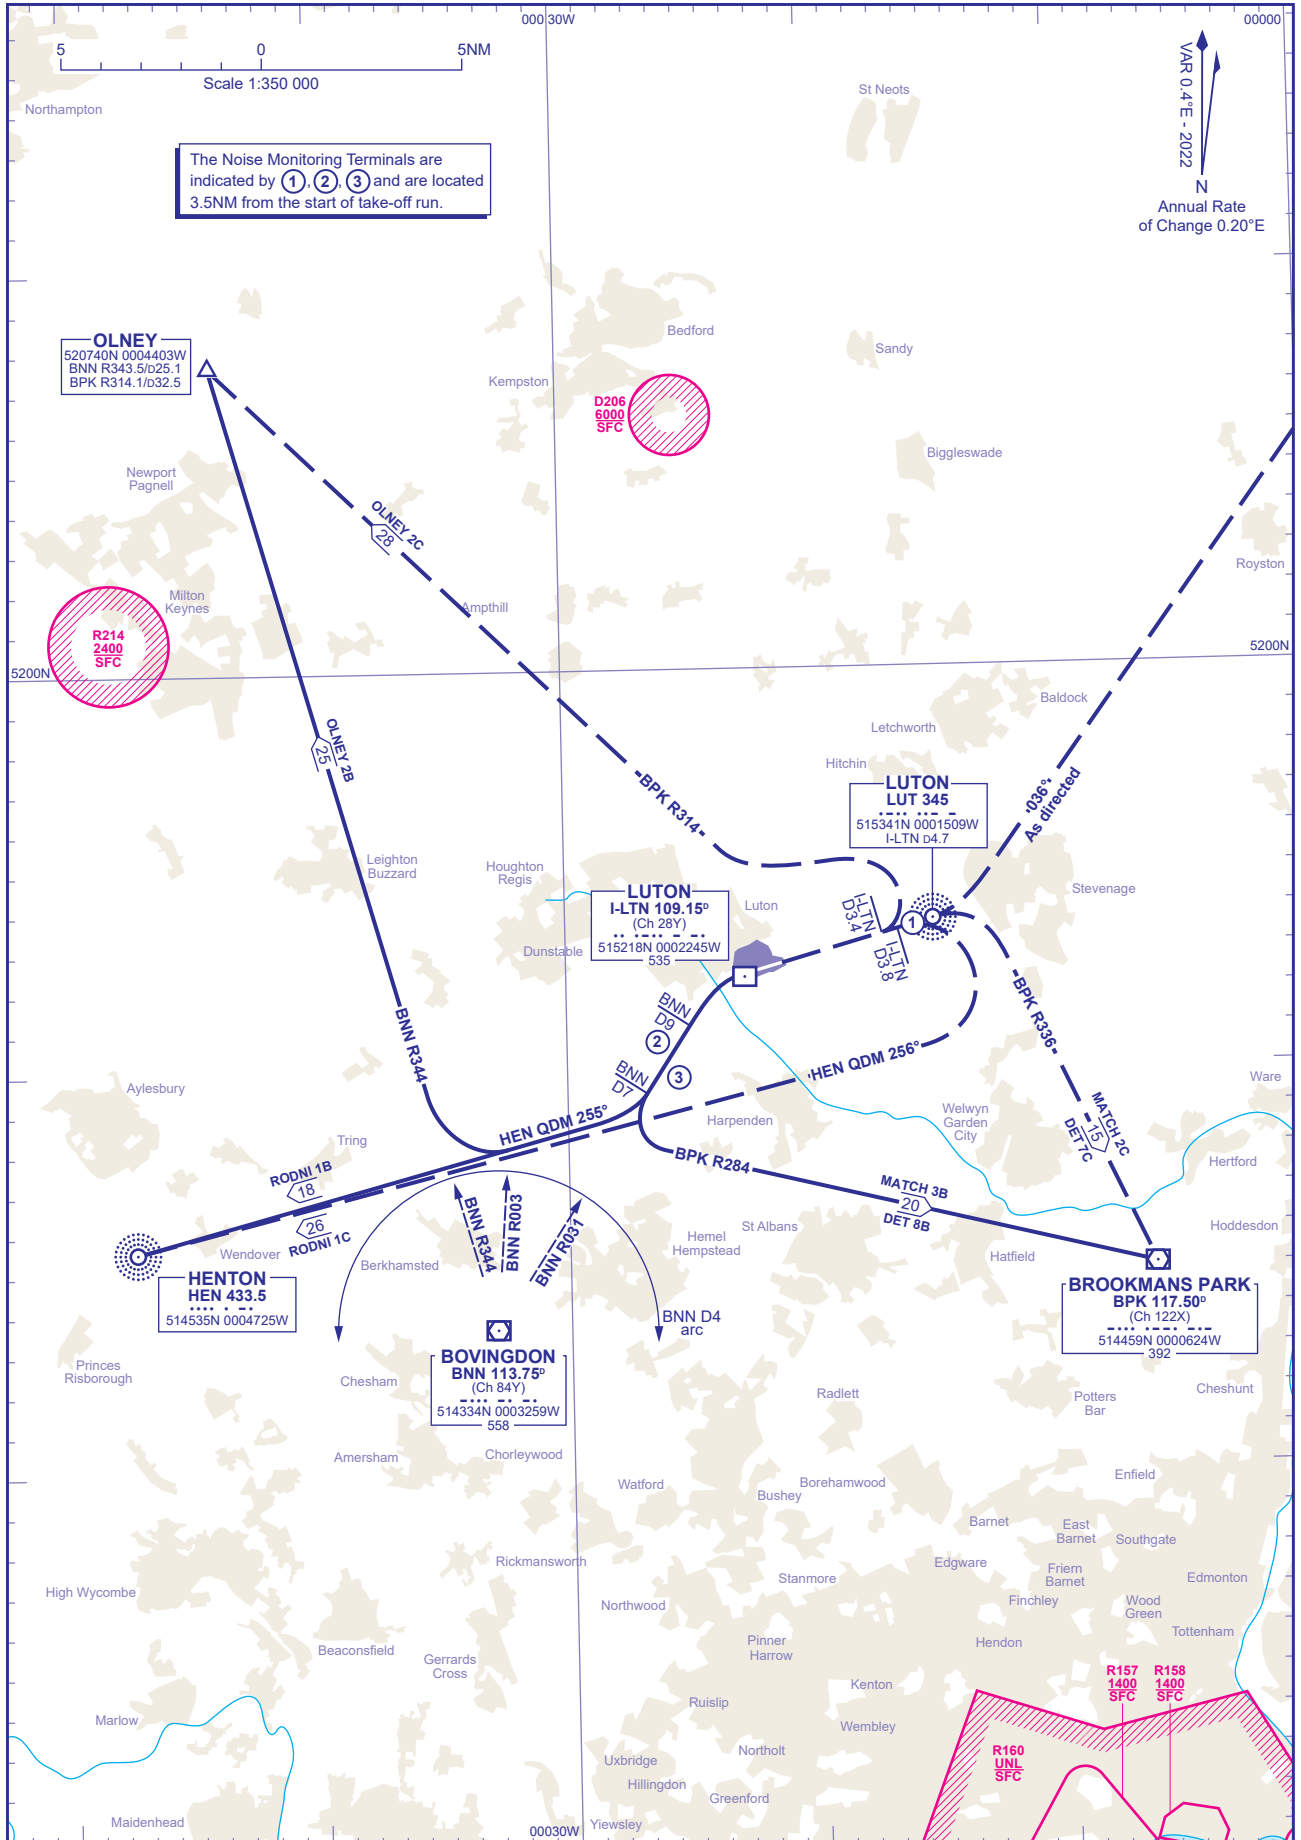 00030W
00000
5 0 5NM
Scale 1:350 000
VAR 0.4°E - 2022
N
Annual Rate
of Change 0.20°E
Northampton
St Neots
The Noise Monitoring Terminals are
indicated by 1, 2, 3 and are located
3.5NM from the start of take-off run.
OLNEY
520740N 0004403W
BNN R343.5/D25.1
BPK R314.1/D32.5
Bedford
Sandy
Kempston
D206
6000
SFC
Biggleswade
Newport
Pagnell
OLNEY 2C
28
Royston
Milton
Keynes
Ampthill
R214
2400
SFC
5200N
5200N
Baldock
Letchworth
Hitchin
OLNEY 2B
25
BPK R314
LUTON
LUT 345
515341N 0001509W
I-LTN D4.7
036°
As directed
Leighton
Buzzard
Houghton
Regis
Stevenage
LUTON
I-LTN 109.15D
(Ch 28Y)
515218N 0002245W
535
Luton
Dunstable
I-LTN
D3.4
1
I-LTN
D3.8
BPK R336
BNN
D9
2
BNN R344
HEN QDM 256°
BNN
D7
3
Aylesbury
Ware
Harpenden
Welwyn
Garden
City
MATCH 2C
15
DET 7C
HEN QDM 255°
Tring
BPK R284
Hertford
RODNI 1B
18
MATCH 3B
20
DET 8B
26
RODNI 1C
BNN R344
BNN R003
BNN R031
St Albans
Hemel
Hempstead
Hoddesdon
Wendover
Berkhamsted
Hatfield
HENTON
HEN 433.5
514535N 0004725W
BROOKMANS PARK
BPK 117.50D
(Ch 122X)
514459N 0000624W
392
BNN D4
arc
BOVINGDON
BNN 113.75D
(Ch 84Y)
514334N 0003259W
558
Princes
Risborough
Chesham
Radlett
Potters
Bar
Cheshunt
Amersham
Chorleywood
Watford
Bushey
Borehamwood
Enfield
Barnet
East
Barnet
Southgate
Rickmansworth
Edgware
Friern
Barnet
Stanmore
Edmonton
High Wycombe
Northwood
Finchley
Wood
Green
Tottenham
Beaconsfield
Gerrards
Cross
Pinner
Harrow
Hendon
Kenton
R157
1400
SFC
R158
1400
SFC
Marlow
Ruislip
Wembley
Uxbridge
Northolt
R160
UNL
SFC
Hillingdon
Greenford
Maidenhead
00030W
Yiewsley